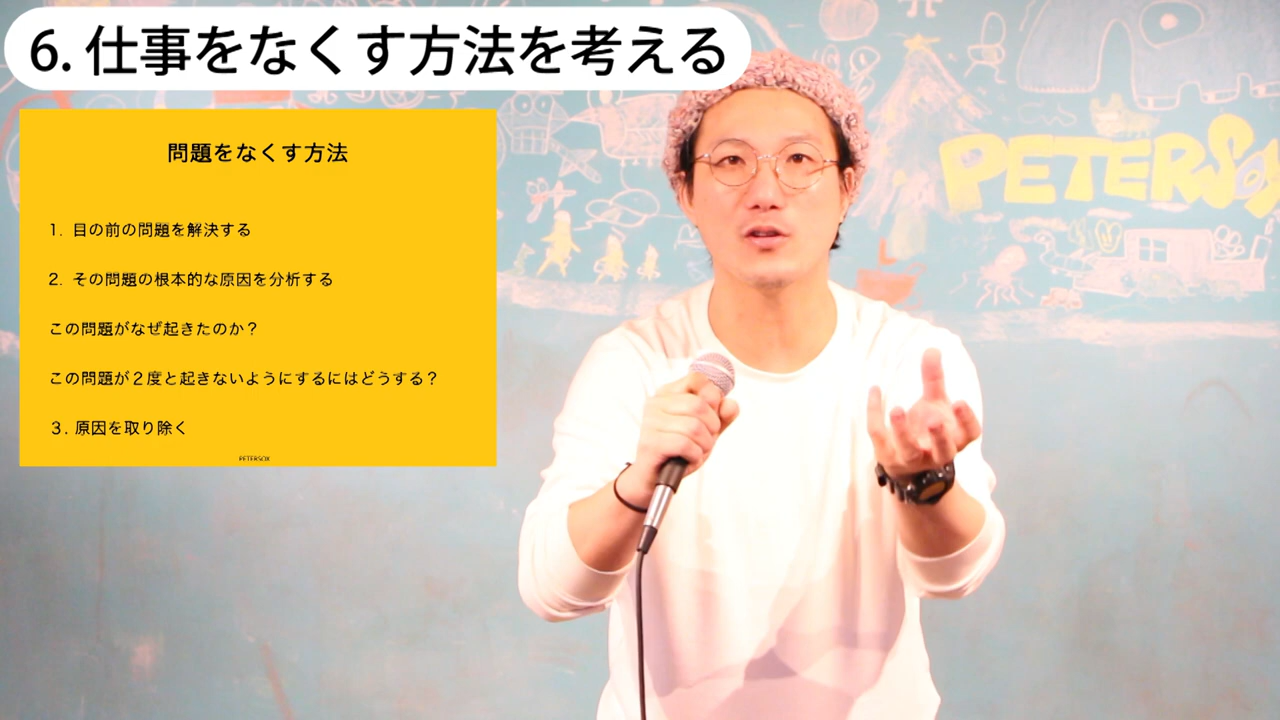 6. 仕事をなくす方法を考える
問題をなくす方法
1. 目の前の問題を解決する
2. その問題の根本的な原因を分析する
この問題がなぜ起きたのか？
この問題が２度と起きないようにするにはどうする？
３. 原因を取り除く
PETERSOX
PETERSOX